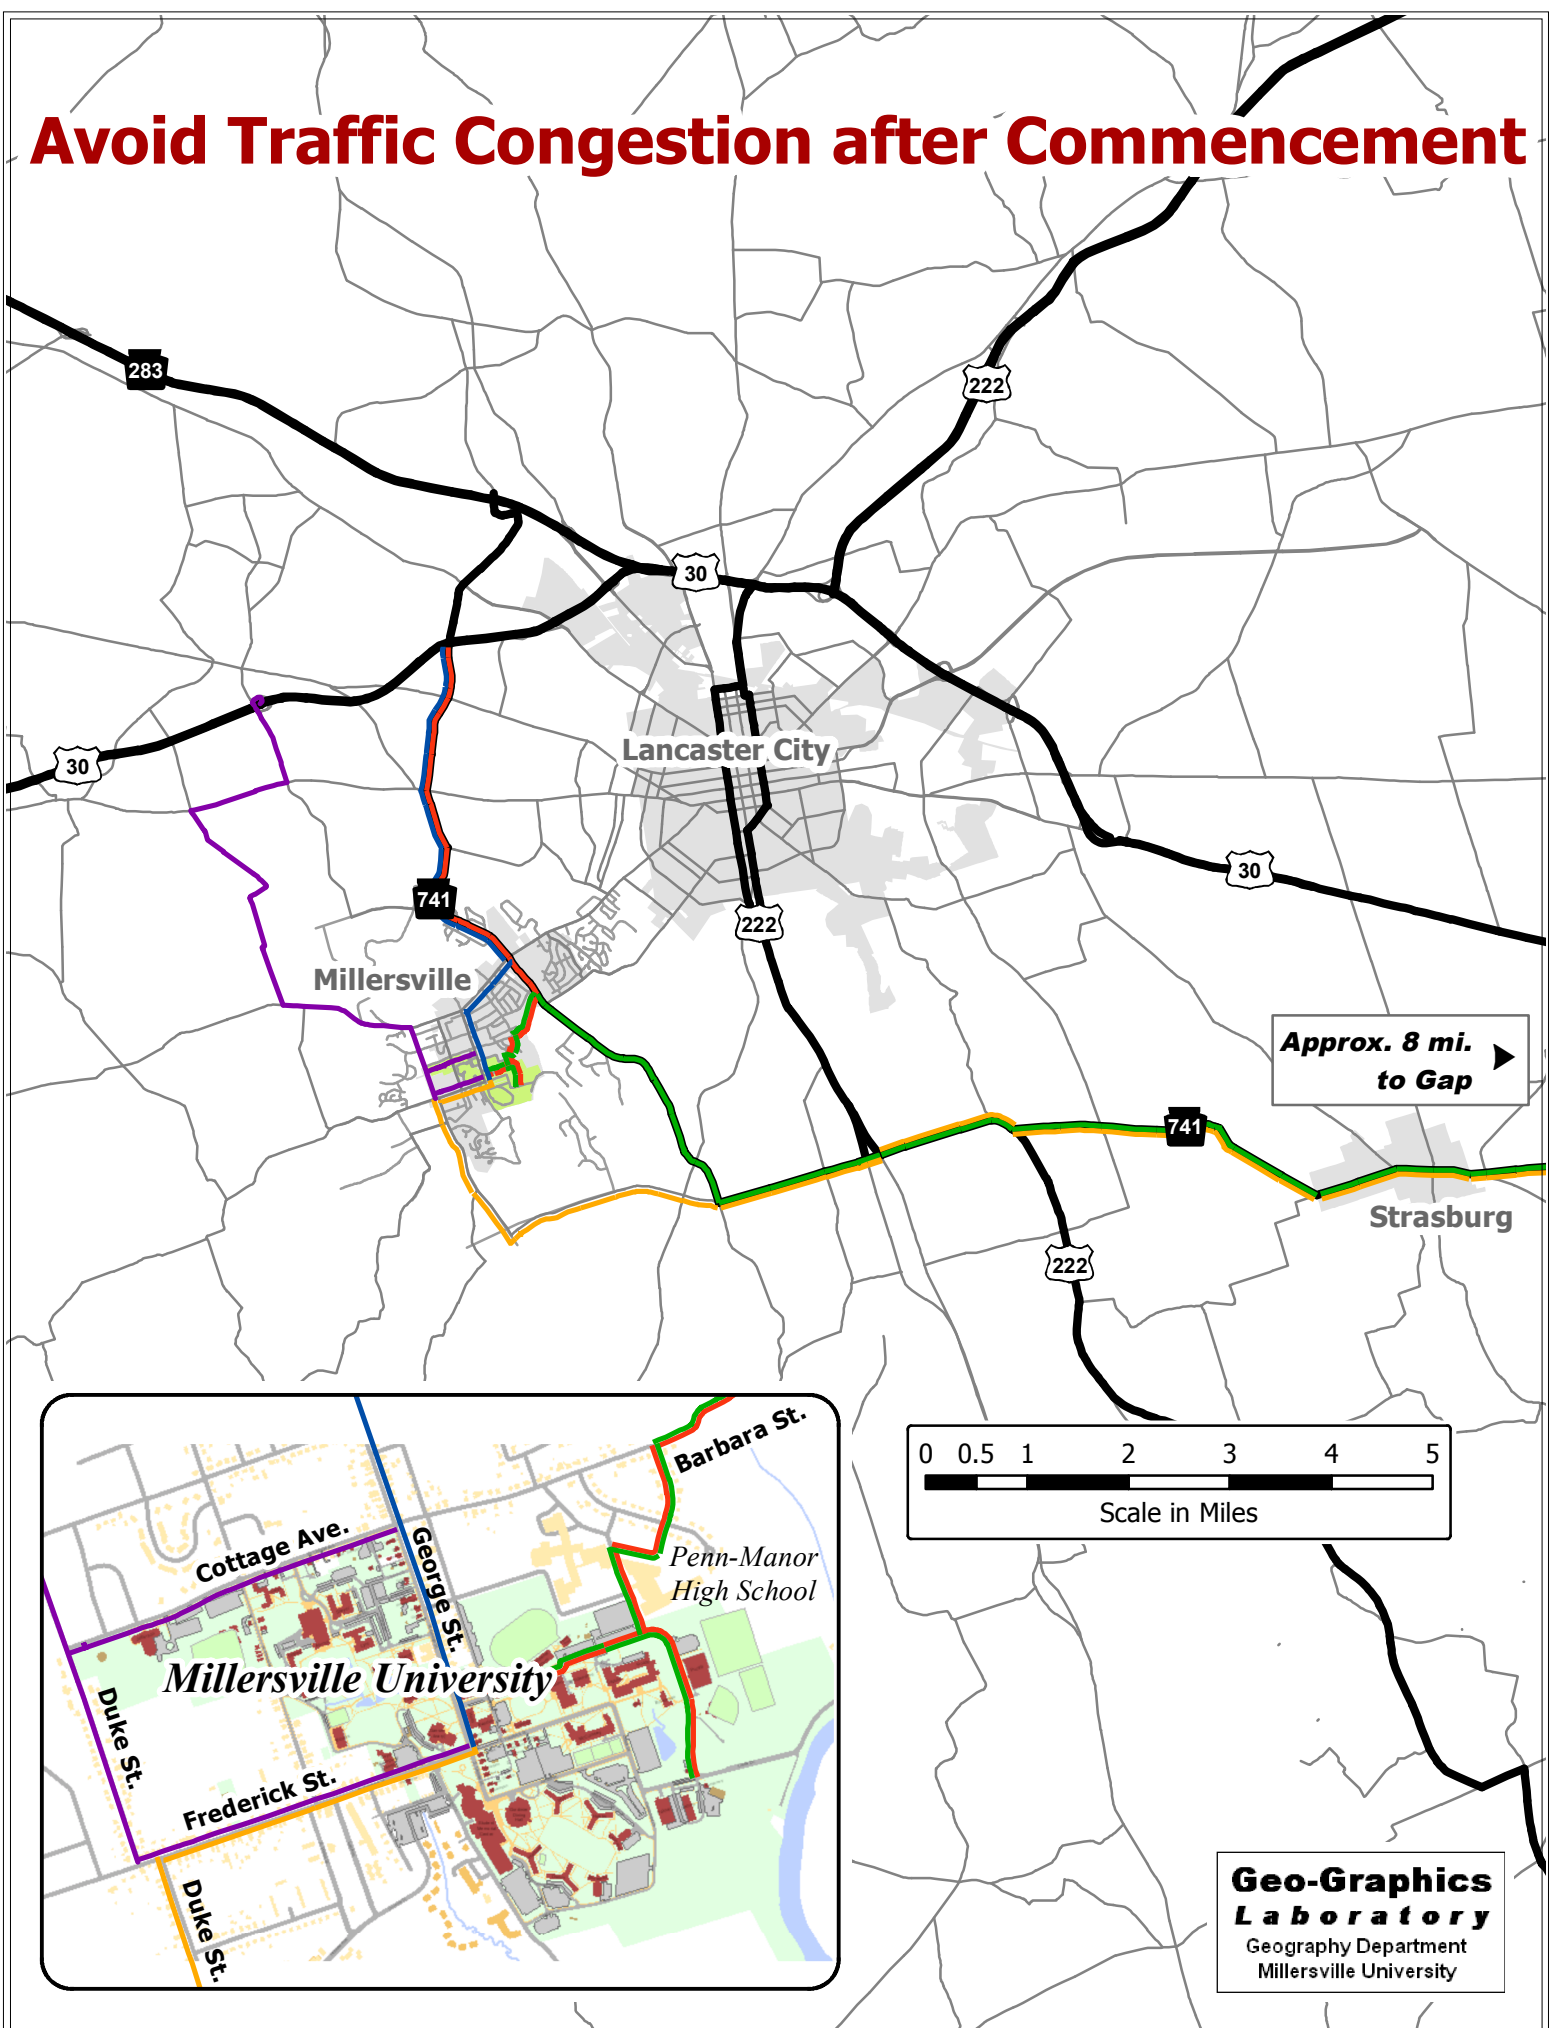 Avoid Traffic Congestion after Commencement
283
222
30
30
Lancaster City
30
741
222
Millersville
Approx. 8 mi.
to Gap
741
Strasburg
222
Barbara St.
0 0.5 1 2 3 4 5
Scale in Miles
Cottage Ave.
George St.
Penn-Manor
High School
Millersville University
Duke St.
Frederick St.
Duke St.
Geo-Graphics
Laboratory
Geography Department
Millersville University